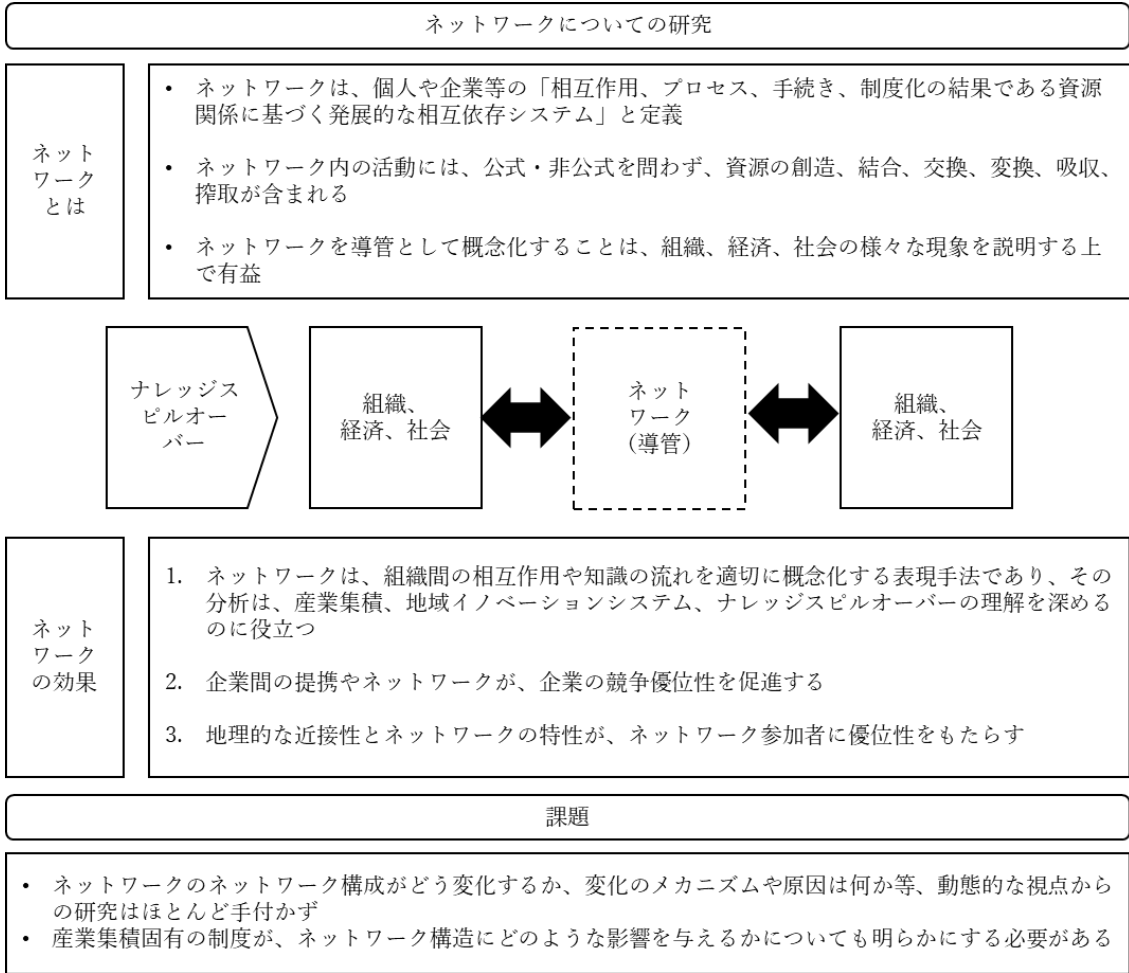 ネットワークについての研究
ネット
ワーク
とは
• ネットワークは、個人や企業等の「相互作用、プロセス、手続き、制度化の結果である資源
関係に基づく発展的な相互依存システム」と定義
• ネットワーク内の活動には、公式・非公式を問わず、資源の創造、結合、交換、変換、吸収、
搾取が含まれる
• ネットワークを導管として概念化することは、組織、経済、社会の様々な現象を説明する上
で有益
ナレッジス
ピルオー
バー
組織、
経済、社会
ネット
ワーク
(導管)
組織、
経済、社会
ネット
ワーク
の効果
1. ネットワークは、組織間の相互作用や知識の流れを適切に概念化する表現手法であり、その
分析は、産業集積、地域イノベーションシステム、ナレッジスピルオーバーの理解を深める
のに役立つ
2. 企業間の提携やネットワークが、企業の競争優位性を促進する
3. 地理的な近接性とネットワークの特性が、ネットワーク参加者に優位性をもたらす
課題
• ネットワークのネットワーク構成がどう変化するか、変化のメカニズムや原因は何か等、動態的な視点から
の研究はほとんど手付かず
• 産業集積固有の制度が、ネットワーク構造にどのような影響を与えるかについても明らかにする必要がある